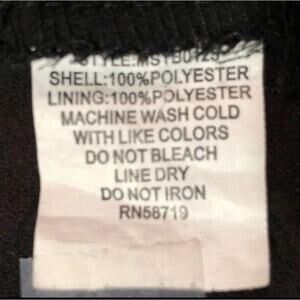 STYLE:MSYB0125
SHELL:100%POLYESTER
LINING:100%POLYESTER
MACHINE WASH COLD
WITH LIKE COLORS
DO NOT BLEACH
LINE DRY
DO NOT IRON
RN58719